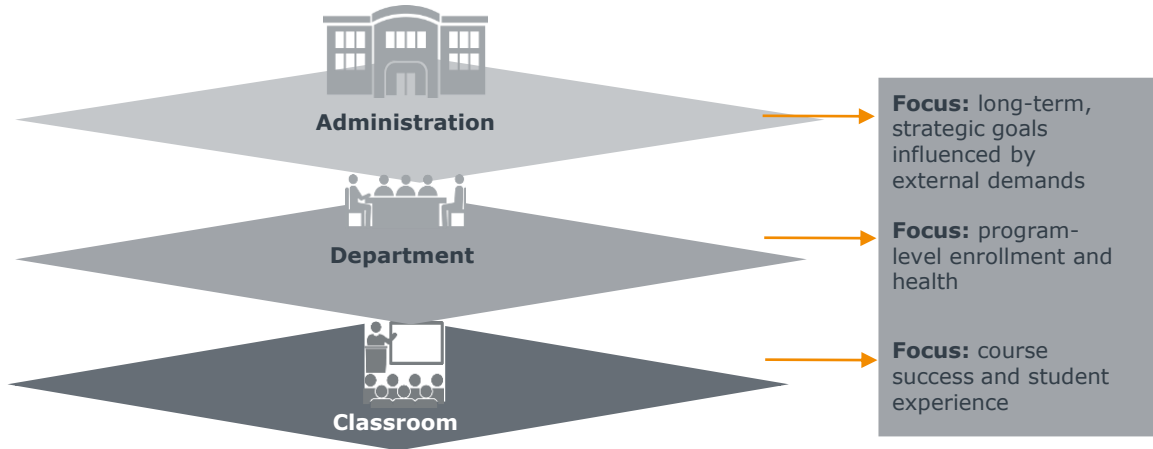 Administration
Focus: long-term,
strategic goals
influenced by
external demands
Department
Focus: program-
level enrollment and
health
Classroom
Focus: course
success and student
experience